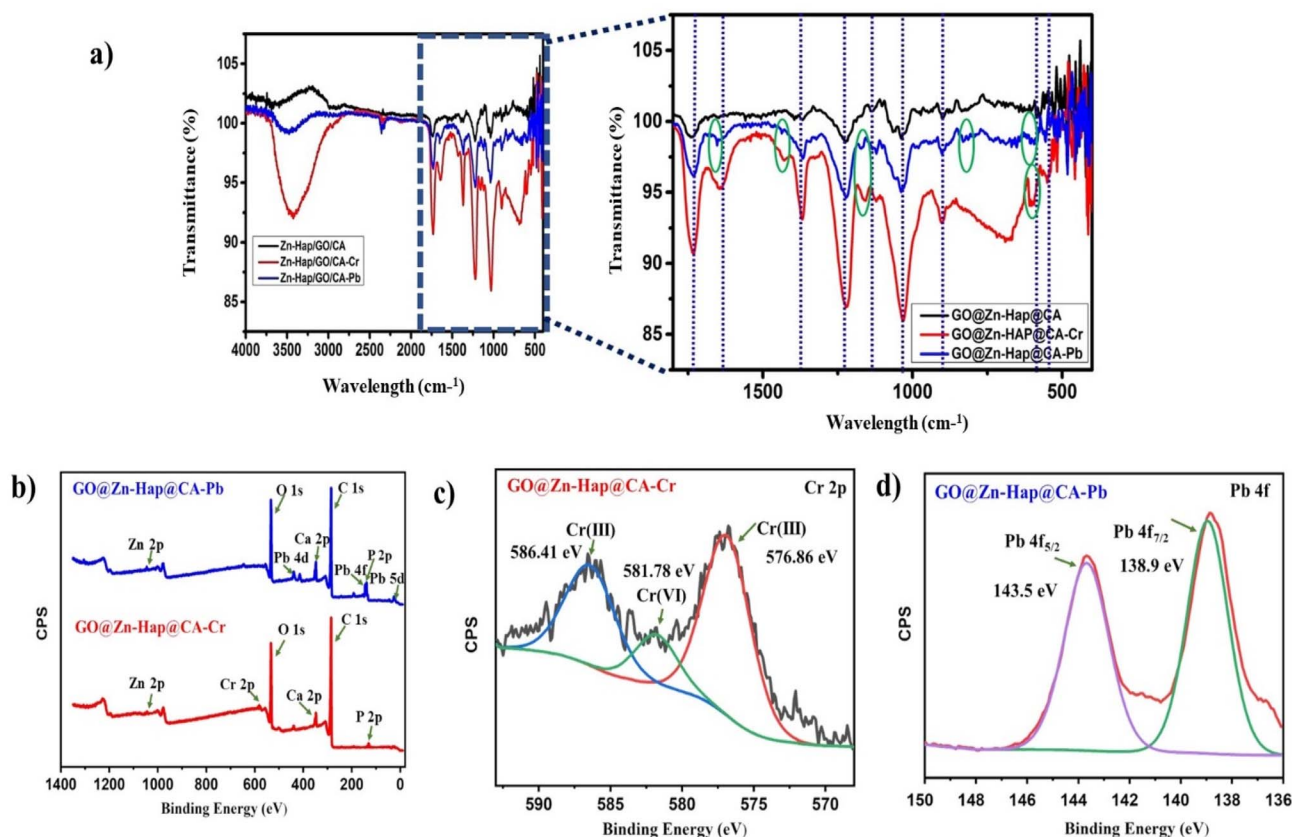 a)
Transmittance (%)
105
100
95
90
85
Zn-Hap/GO/CA
Zn-Hap/GO/CA-Cr
Zn-Hap/GO/CA-Pb
4000 3500 3000 2500 2000 1500 1000 500
Wavelength (cm-1)
Transmittance (%)
105
100
95
90
85
GO@Zn-Hap@CA
GO@Zn-HAP@CA-Cr
GO@Zn-Hap@CA-Pb
1500 1000 500
Wavelength (cm-1)
b)
CPS
GO@Zn-Hap@CA-Pb
O 1s
C 1s
Zn 2p
Pb 4d
Ca 2p
Pb 4f
P 2p
Pb 5d
GO@Zn-Hap@CA-Cr
O 1s
C 1s
Zn 2p
Cr 2p
Ca 2p
P 2p
1400 1200 1000 800 600 400 200 0
Binding Energy (eV)
c)
CPS
GO@Zn-Hap@CA-Cr
Cr 2p
Cr(III)
586.41 eV
581.78 eV
Cr(VI)
Cr(III)
576.86 eV
590 585 580 577 575 570
Binding Energy (eV)
d)
CPS
GO@Zn-Hap@CA-Pb
Pb 4f
Pb 4f5/2
143.5 eV
Pb 4f7/2
138.9 eV
150 148 146 144 142 140 138 136
Binding Energy (eV)